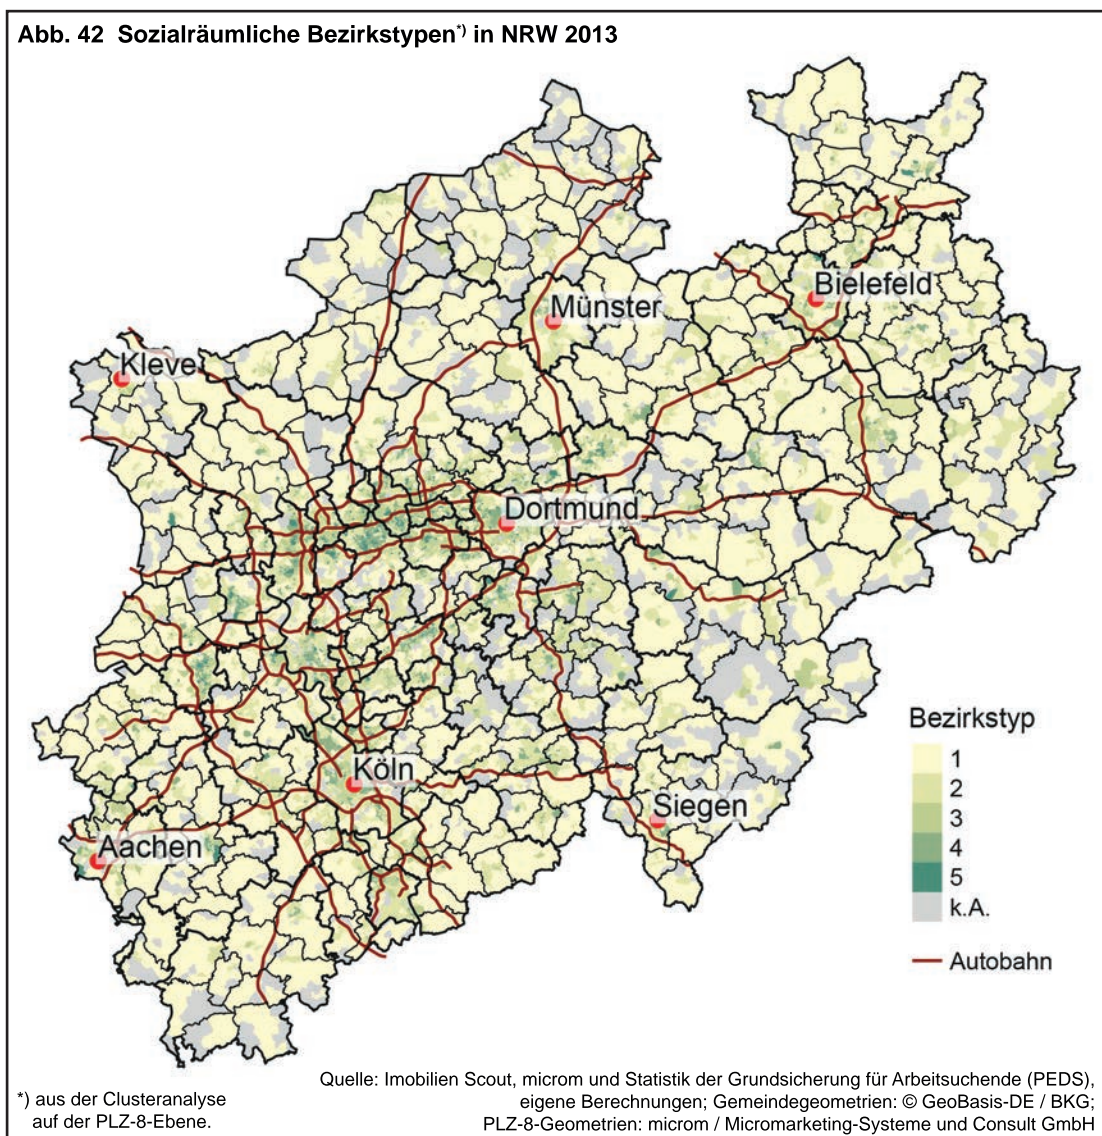 Abb. 42 Sozialräumliche Bezirkstypen*) in NRW 2013
Bielefeld
Münster
Kleve
Dortmund
Köln
Siegen
Aachen
Bezirkstyp
1
2
3
4
5
k.A.
Autobahn
*) aus der Clusteranalyse
auf der PLZ-8-Ebene.
Quelle: Imobilien Scout, microm und Statistik der Grundsicherung für Arbeitsuchende (PEDS),
eigene Berechnungen; Gemeindegeometrien: © GeoBasis-DE / BKG;
PLZ-8-Geometrien: microm / Micromarketing-Systeme und Consult GmbH